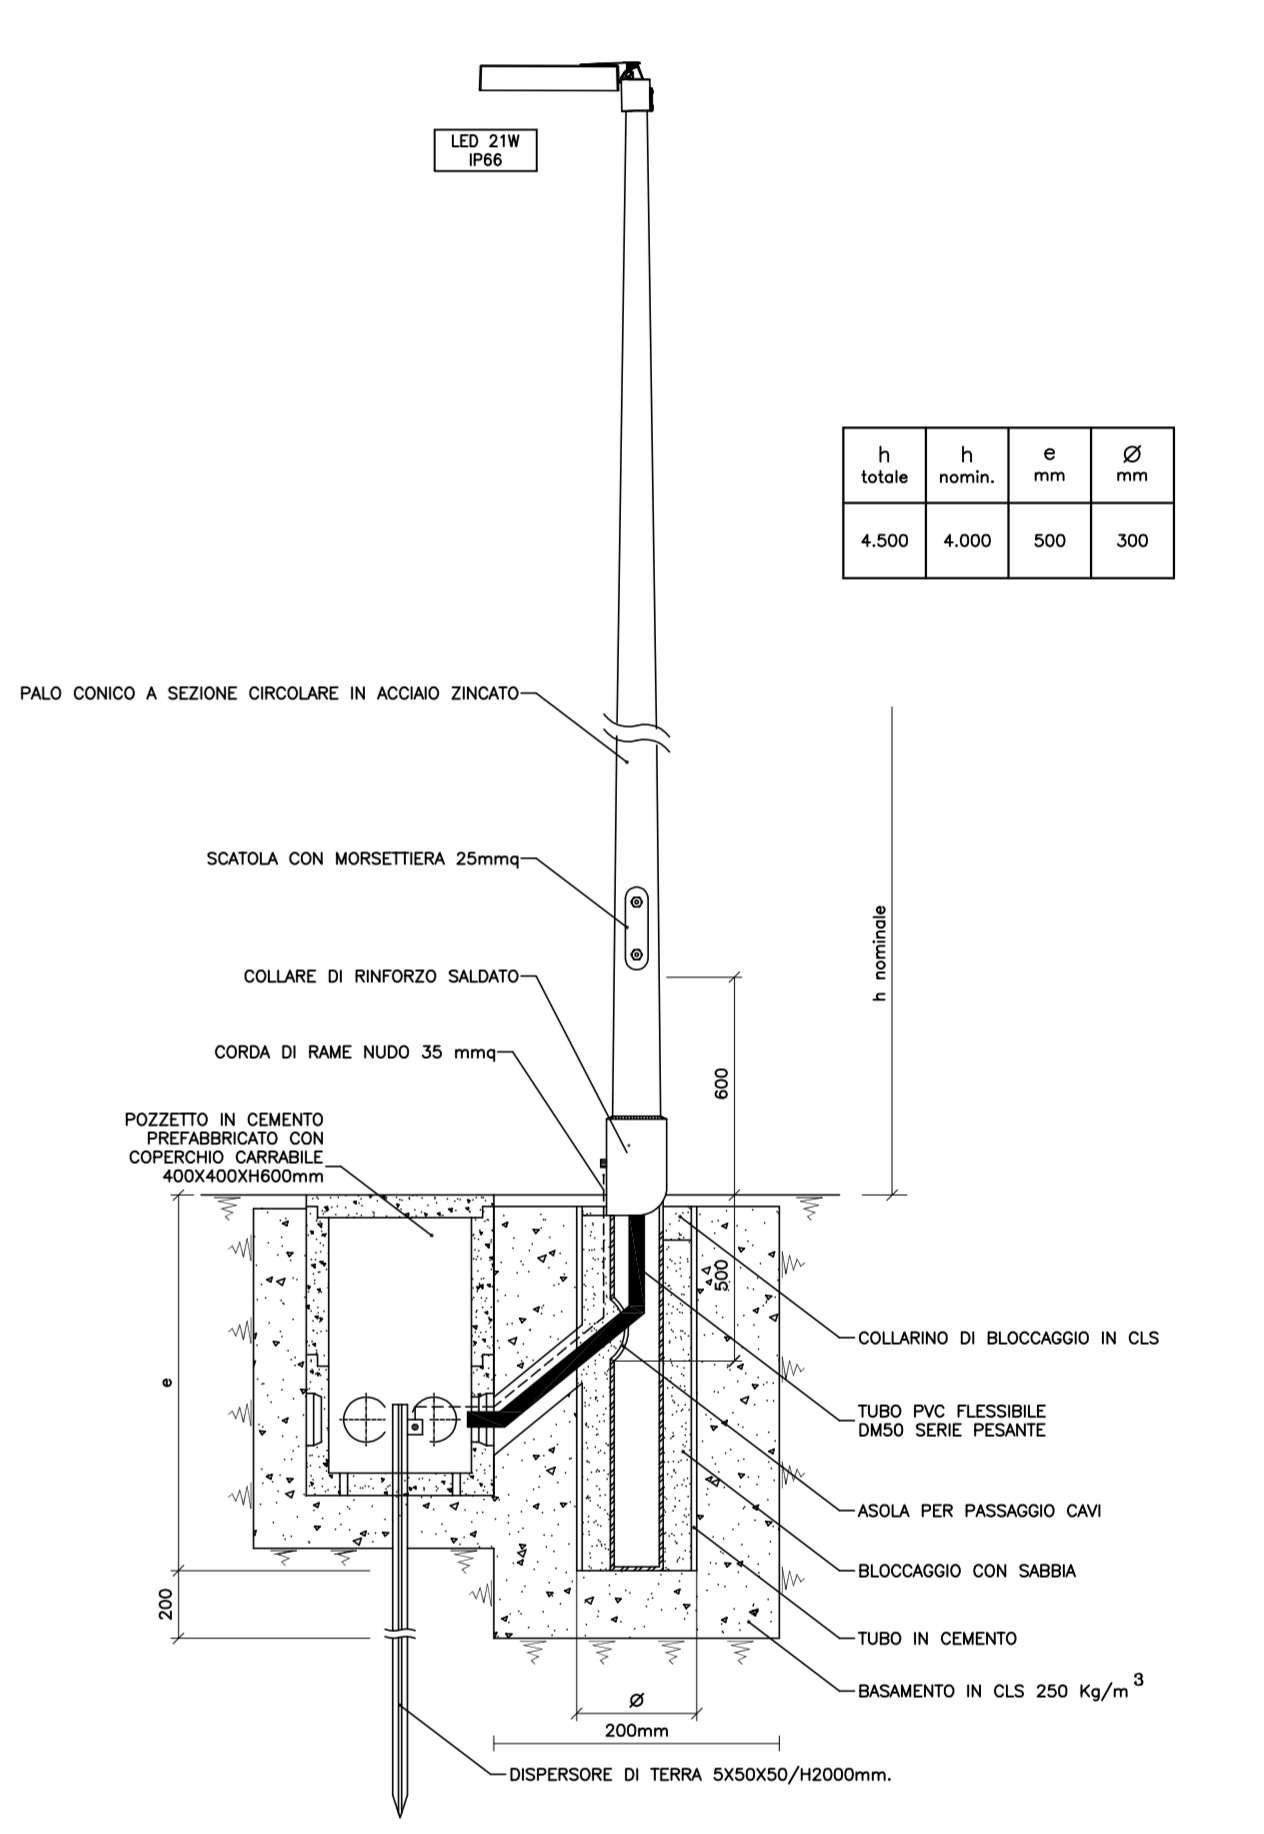 LED 21W
IP66
h h e Ø
totale nomin. mm mm
4.500 4.000 500 300
PALO CONICO A SEZIONE CIRCOLARE IN ACCIAIO ZINCATO
SCATOLA CON MORSETTIERA 25mmq
h nominale
COLLARE DI RINFORZO SALDATO
CORDA DI RAME NUDO 35 mmq
600
POZZETTO IN CEMENTO
PREFABBRICATO CON
COPERCHIO CARRABILE
400X400XH600mm
500
COLLARINO DI BLOCCAGGIO IN CLS
e
TUBO PVC FLESSIBILE
DM50 SERIE PESANTE
ASOLA PER PASSAGGIO CAVI
BLOCCAGGIO CON SABBIA
200
TUBO IN CEMENTO
BASAMENTO IN CLS 250 Kg/m³
Ø
200mm
DISPERSORE DI TERRA 5X50X50/H2000mm.